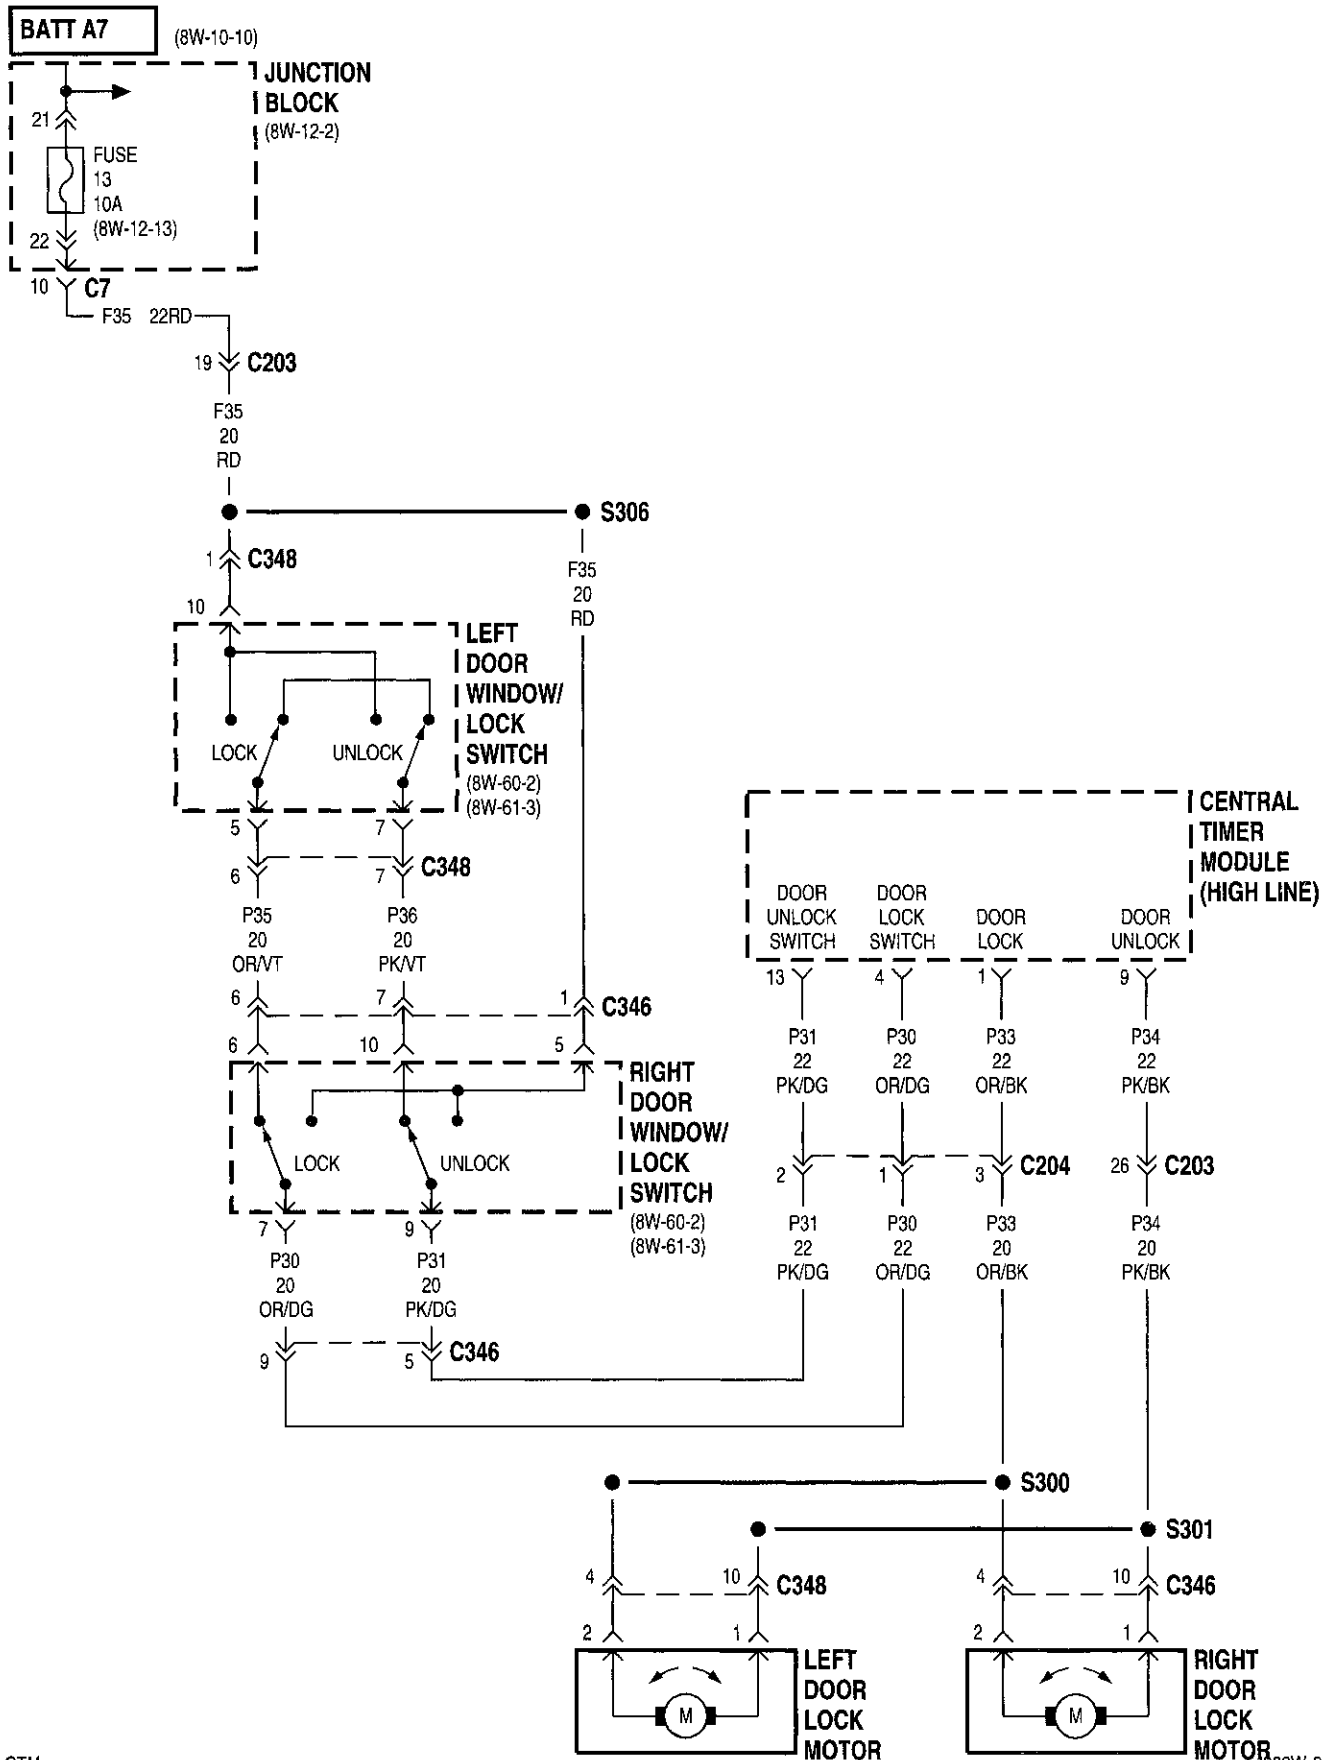 BATT A7
(8W-10-10)
JUNCTION
BLOCK
(8W-12-2)
21
FUSE
13
10A
(8W-12-13)
22
10 C7
F35 22RD
19 C203
F35
20
RD
S306
1 C348
F35
20
RD
10
LEFT
DOOR
WINDOW/
LOCK
SWITCH
(8W-60-2)
(8W-61-3)
LOCK UNLOCK
5 7
6 7 C348
P35 P36
20 20
OR/VT PK/VT
6 7 1 C346
6 10 5
RIGHT
DOOR
WINDOW/
LOCK
SWITCH
(8W-60-2)
(8W-61-3)
LOCK UNLOCK
7 9
P30 P31
20 20
OR/DG PK/DG
9 5 C346
CENTRAL
TIMER
MODULE
(HIGH LINE)
DOOR UNLOCK SWITCH
DOOR LOCK SWITCH
DOOR LOCK
DOOR UNLOCK
13 4 1 9
P31 P30 P33 P34
22 22 22 22
PK/DG OR/DG OR/BK PK/BK
2 1 3 C204 26 C203
P31 P30 P33 P34
22 22 20 20
PK/DG OR/DG OR/BK PK/BK
S300
S301
4 10 C348 4 10 C346
2 1 2 1
M
LEFT
DOOR
LOCK
MOTOR
M
RIGHT
DOOR
LOCK
MOTOR